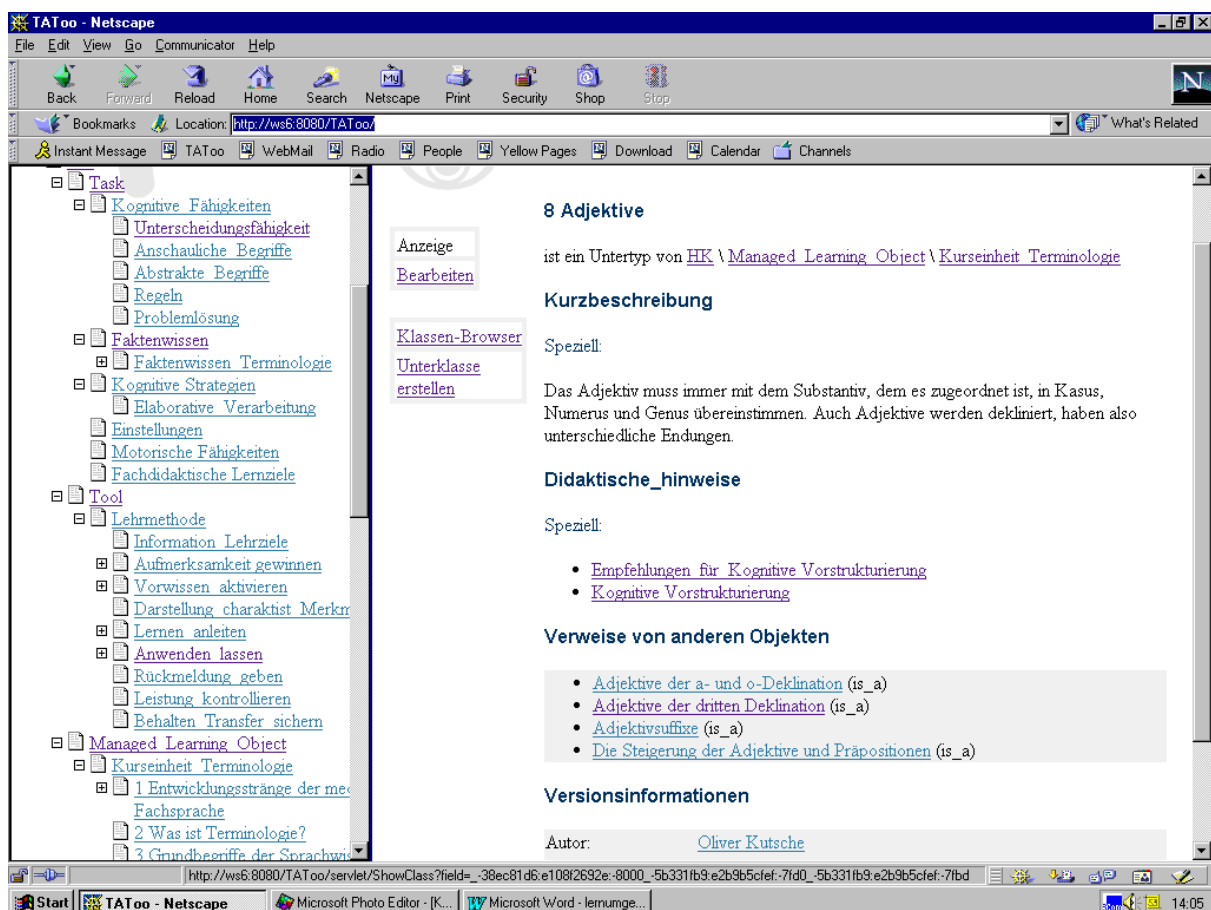 TAToo - Netscape
File Edit View Go Communicator Help
Back Forward Reload Home Search Netscape Print Security Shop Stop
N
Bookmarks Location: http://ws6:8080/TAToo/ What's Related
Instant Message TAToo WebMail Radio People Yellow Pages Download Calendar Channels
Task
Kognitive Fähigkeiten
Unterscheidungsfähigkeit
Anschauliche Begriffe
Abstrakte Begriffe
Regeln
Problemlösung
Faktenwissen
Faktenwissen Terminologie
Kognitive Strategien
Elaborative Verarbeitung
Einstellungen
Motorische Fähigkeiten
Fachdidaktische Lernziele
Tool
Lehrmethode
Information Lehrziele
Aufmerksamkeit gewinnen
Vorwissen aktivieren
Darstellung charaktist Merkm
Lernen anleiten
Anwenden lassen
Rückmeldung geben
Leistung kontrollieren
Behalten Transfer sichern
Managed Learning Object
Kurseinheit Terminologie
1 Entwicklungsstränge der med
Fachsprache
2 Was ist Terminologie?
3 Grundbegriffe der Sprachwis
Anzeige
Bearbeiten
Klassen-Browser
Unterklasse
erstellen
8 Adjektive
ist ein Untertyp von HK \ Managed Learning Object \ Kurseinheit Terminologie
Kurzbeschreibung
Speziell:
Das Adjektiv muss immer mit dem Substantiv, dem es zugeordnet ist, in Kasus,
Numerus und Genus übereinstimmen. Auch Adjektive werden dekliniert, haben also
unterschiedliche Endungen.
Didaktische_hinweise
Speziell:
• Empfehlungen für Kognitive Vorstrukturierung
• Kognitive Vorstrukturierung
Verweise von anderen Objekten
• Adjektive der a- und o-Deklination (is_a)
• Adjektive der dritten Deklination (is_a)
• Adjektivsuffixe (is_a)
• Die Steigerung der Adjektive und Präpositionen (is_a)
Versionsinformationen
Autor: Oliver Kutsche
http://ws6:8080/TAToo/servlet/ShowClass?field=_-38ec81d6:e108f2692e:-8000_-5b331fb9:e2b9b5cfef:-7fd0_-5b331fb9:e2b9b5cfef:-7fbd
Start TAToo - Netscape Microsoft Photo Editor - [K... Microsoft Word - lernumge... 14:05